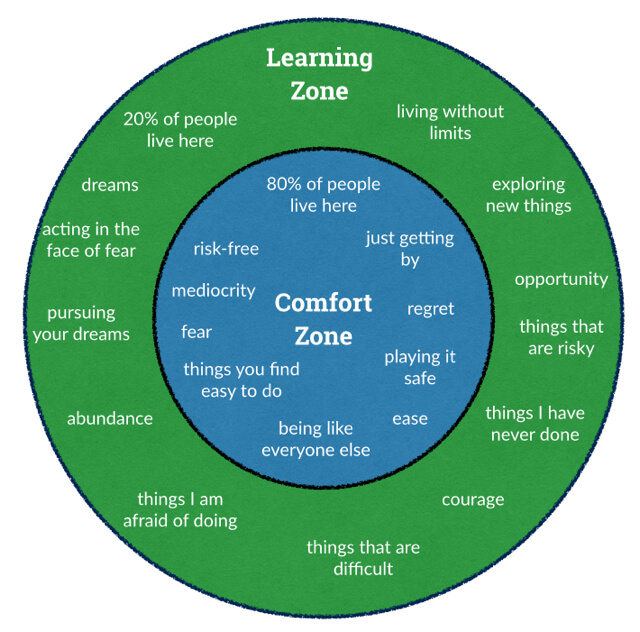 Learning
Zone
20% of people
live here
living without
limits
dreams
exploring
new things
acting in the
face of fear
opportunity
pursuing
your dreams
things that
are risky
abundance
things I have
never done
things I am
afraid of doing
courage
things that are
difficult
80% of people
live here
risk-free
just getting
by
mediocrity
Comfort
Zone
regret
fear
things you find
easy to do
playing it
safe
being like
everyone else
ease